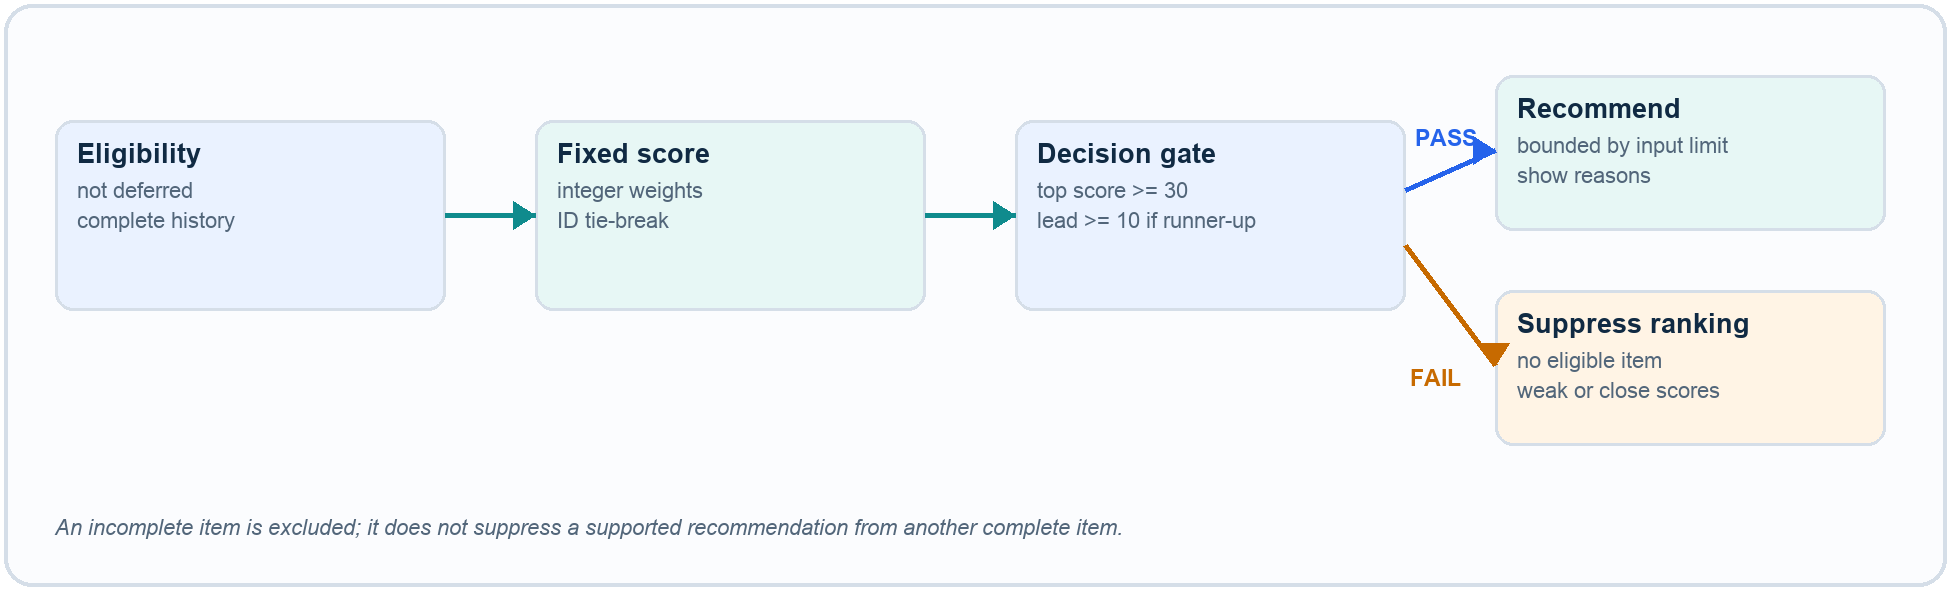 Eligibility
not deferred
complete history
Fixed score
integer weights
ID tie-break
Decision gate
top score >= 30
lead >= 10 if runner-up
PASS
Recommend
bounded by input limit
show reasons
FAIL
Suppress ranking
no eligible item
weak or close scores
An incomplete item is excluded; it does not suppress a supported recommendation from another complete item.